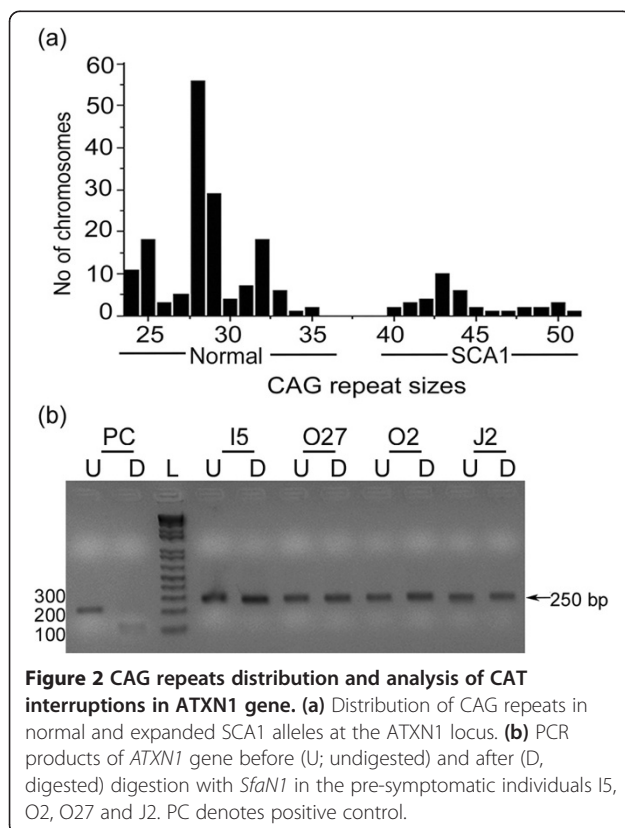 (a)
60
50
40
30
20
10
0
No of chromosomes
25 30 35 40 45 50
Normal SCA1
CAG repeat sizes
(b)
PC I5 O27 O2 J2
U D L U D U D U D U D
300
200
100
250 bp
Figure 2 CAG repeats distribution and analysis of CAT
interruptions in ATXN1 gene. (a) Distribution of CAG repeats in
normal and expanded SCA1 alleles at the ATXN1 locus. (b) PCR
products of ATXN1 gene before (U; undigested) and after (D,
digested) digestion with SfaN1 in the pre-symptomatic individuals I5,
O2, O27 and J2. PC denotes positive control.